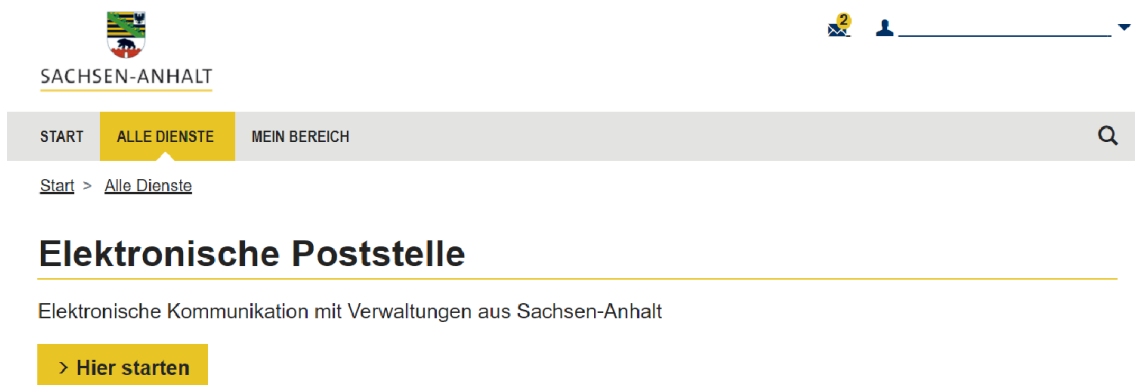 2
SACHSEN-ANHALT
START ALLE DIENSTE MEIN BEREICH
Start > Alle Dienste
Elektronische Poststelle
Elektronische Kommunikation mit Verwaltungen aus Sachsen-Anhalt
> Hier starten